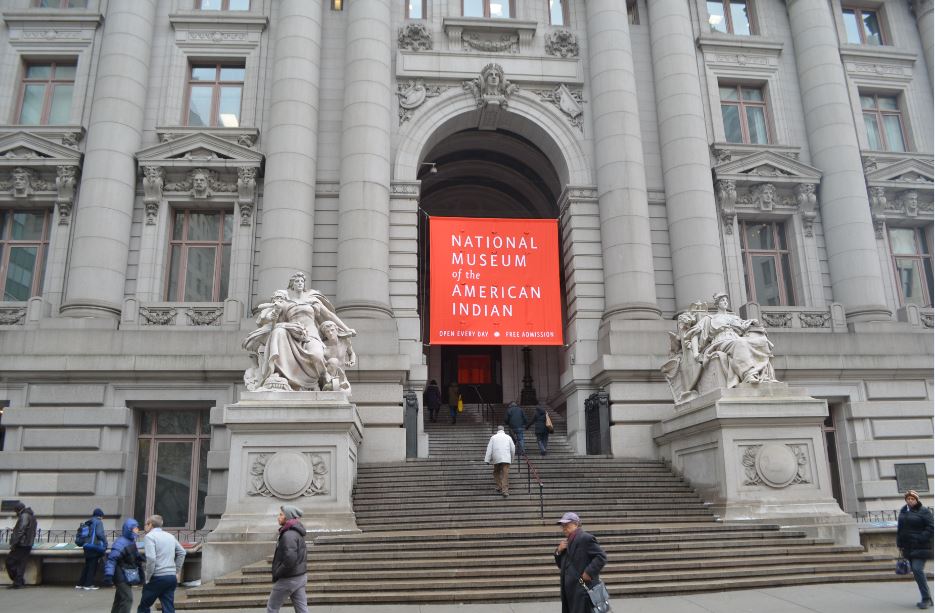 NATIONAL
MUSEUM
of the
AMERICAN
INDIAN
OPEN EVERY DAY FREE ADMISSION